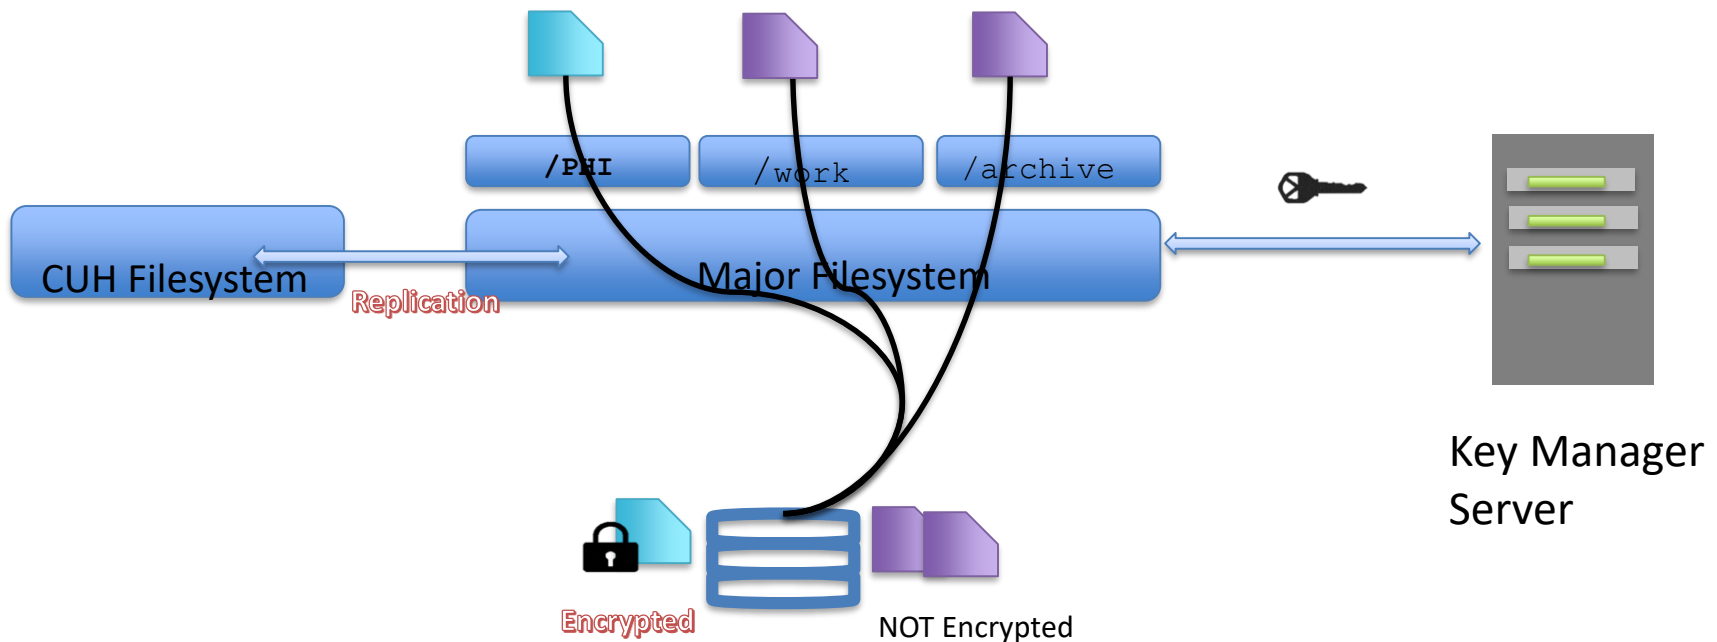 /PHI
/work
/archive
CUH Filesystem
Major Filesystem
Replication
Key Manager
Server
Encrypted
NOT Encrypted